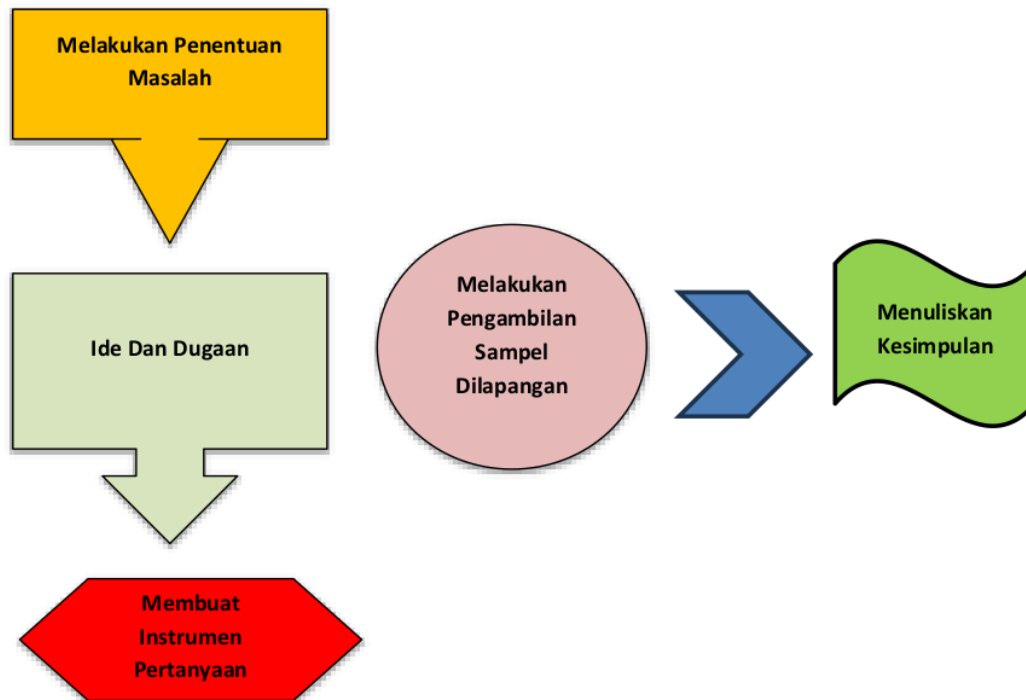 Melakukan Penentuan
Masalah
Ide Dan Dugaan
Membuat
Instrumen
Pertanyaan
Melakukan
Pengambilan
Sampel
Dilapangan
Menuliskan
Kesimpulan